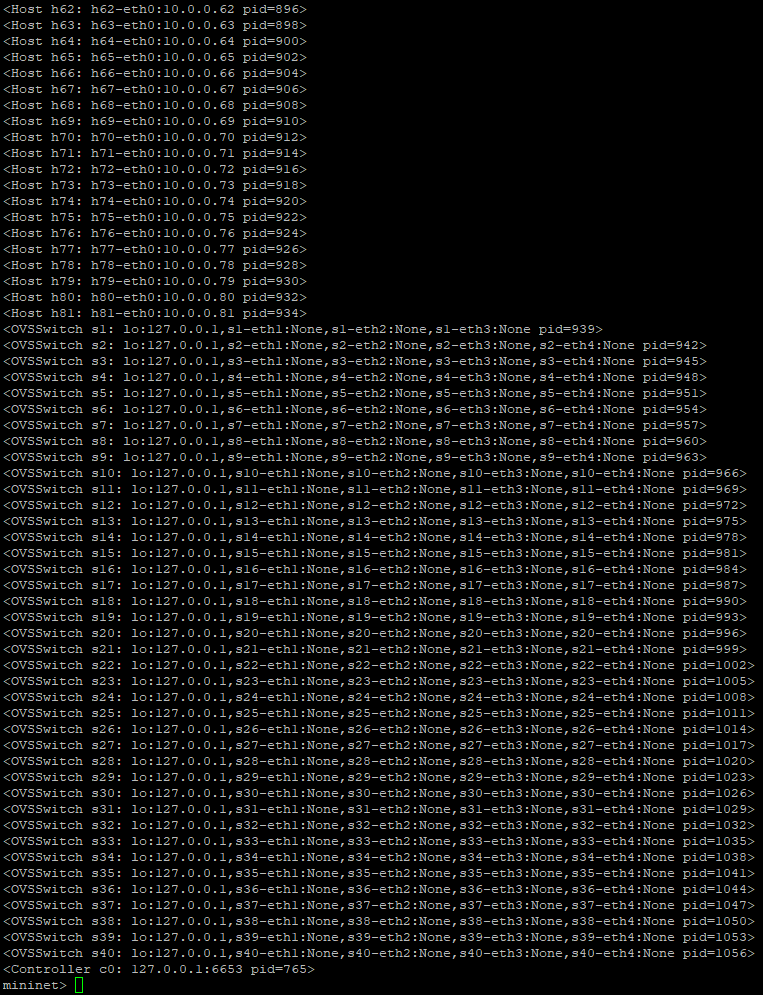 <Host h62: h62-eth0:10.0.0.62 pid=896>
<Host h63: h63-eth0:10.0.0.63 pid=898>
<Host h64: h64-eth0:10.0.0.64 pid=900>
<Host h65: h65-eth0:10.0.0.65 pid=902>
<Host h66: h66-eth0:10.0.0.66 pid=904>
<Host h67: h67-eth0:10.0.0.67 pid=906>
<Host h68: h68-eth0:10.0.0.68 pid=908>
<Host h69: h69-eth0:10.0.0.69 pid=910>
<Host h70: h70-eth0:10.0.0.70 pid=912>
<Host h71: h71-eth0:10.0.0.71 pid=914>
<Host h72: h72-eth0:10.0.0.72 pid=916>
<Host h73: h73-eth0:10.0.0.73 pid=918>
<Host h74: h74-eth0:10.0.0.74 pid=920>
<Host h75: h75-eth0:10.0.0.75 pid=922>
<Host h76: h76-eth0:10.0.0.76 pid=924>
<Host h77: h77-eth0:10.0.0.77 pid=926>
<Host h78: h78-eth0:10.0.0.78 pid=928>
<Host h79: h79-eth0:10.0.0.79 pid=930>
<Host h80: h80-eth0:10.0.0.80 pid=932>
<Host h81: h81-eth0:10.0.0.81 pid=934>
<OVSSwitch s1: lo:127.0.0.1,s1-eth1:None,s1-eth2:None,s1-eth3:None pid=939>
<OVSSwitch s2: lo:127.0.0.1,s2-eth1:None,s2-eth2:None,s2-eth3:None,s2-eth4:None pid=942>
<OVSSwitch s3: lo:127.0.0.1,s3-eth1:None,s3-eth2:None,s3-eth3:None,s3-eth4:None pid=945>
<OVSSwitch s4: lo:127.0.0.1,s4-eth1:None,s4-eth2:None,s4-eth3:None,s4-eth4:None pid=948>
<OVSSwitch s5: lo:127.0.0.1,s5-eth1:None,s5-eth2:None,s5-eth3:None,s5-eth4:None pid=951>
<OVSSwitch s6: lo:127.0.0.1,s6-eth1:None,s6-eth2:None,s6-eth3:None,s6-eth4:None pid=954>
<OVSSwitch s7: lo:127.0.0.1,s7-eth1:None,s7-eth2:None,s7-eth3:None,s7-eth4:None pid=957>
<OVSSwitch s8: lo:127.0.0.1,s8-eth1:None,s8-eth2:None,s8-eth3:None,s8-eth4:None pid=960>
<OVSSwitch s9: lo:127.0.0.1,s9-eth1:None,s9-eth2:None,s9-eth3:None,s9-eth4:None pid=963>
<OVSSwitch s10: lo:127.0.0.1,s10-eth1:None,s10-eth2:None,s10-eth3:None,s10-eth4:None pid=966>
<OVSSwitch s11: lo:127.0.0.1,s11-eth1:None,s11-eth2:None,s11-eth3:None,s11-eth4:None pid=969>
<OVSSwitch s12: lo:127.0.0.1,s12-eth1:None,s12-eth2:None,s12-eth3:None,s12-eth4:None pid=972>
<OVSSwitch s13: lo:127.0.0.1,s13-eth1:None,s13-eth2:None,s13-eth3:None,s13-eth4:None pid=975>
<OVSSwitch s14: lo:127.0.0.1,s14-eth1:None,s14-eth2:None,s14-eth3:None,s14-eth4:None pid=978>
<OVSSwitch s15: lo:127.0.0.1,s15-eth1:None,s15-eth2:None,s15-eth3:None,s15-eth4:None pid=981>
<OVSSwitch s16: lo:127.0.0.1,s16-eth1:None,s16-eth2:None,s16-eth3:None,s16-eth4:None pid=984>
<OVSSwitch s17: lo:127.0.0.1,s17-eth1:None,s17-eth2:None,s17-eth3:None,s17-eth4:None pid=987>
<OVSSwitch s18: lo:127.0.0.1,s18-eth1:None,s18-eth2:None,s18-eth3:None,s18-eth4:None pid=990>
<OVSSwitch s19: lo:127.0.0.1,s19-eth1:None,s19-eth2:None,s19-eth3:None,s19-eth4:None pid=993>
<OVSSwitch s20: lo:127.0.0.1,s20-eth1:None,s20-eth2:None,s20-eth3:None,s20-eth4:None pid=996>
<OVSSwitch s21: lo:127.0.0.1,s21-eth1:None,s21-eth2:None,s21-eth3:None,s21-eth4:None pid=999>
<OVSSwitch s22: lo:127.0.0.1,s22-eth1:None,s22-eth2:None,s22-eth3:None,s22-eth4:None pid=1002>
<OVSSwitch s23: lo:127.0.0.1,s23-eth1:None,s23-eth2:None,s23-eth3:None,s23-eth4:None pid=1005>
<OVSSwitch s24: lo:127.0.0.1,s24-eth1:None,s24-eth2:None,s24-eth3:None,s24-eth4:None pid=1008>
<OVSSwitch s25: lo:127.0.0.1,s25-eth1:None,s25-eth2:None,s25-eth3:None,s25-eth4:None pid=1011>
<OVSSwitch s26: lo:127.0.0.1,s26-eth1:None,s26-eth2:None,s26-eth3:None,s26-eth4:None pid=1014>
<OVSSwitch s27: lo:127.0.0.1,s27-eth1:None,s27-eth2:None,s27-eth3:None,s27-eth4:None pid=1017>
<OVSSwitch s28: lo:127.0.0.1,s28-eth1:None,s28-eth2:None,s28-eth3:None,s28-eth4:None pid=1020>
<OVSSwitch s29: lo:127.0.0.1,s29-eth1:None,s29-eth2:None,s29-eth3:None,s29-eth4:None pid=1023>
<OVSSwitch s30: lo:127.0.0.1,s30-eth1:None,s30-eth2:None,s30-eth3:None,s30-eth4:None pid=1026>
<OVSSwitch s31: lo:127.0.0.1,s31-eth1:None,s31-eth2:None,s31-eth3:None,s31-eth4:None pid=1029>
<OVSSwitch s32: lo:127.0.0.1,s32-eth1:None,s32-eth2:None,s32-eth3:None,s32-eth4:None pid=1032>
<OVSSwitch s33: lo:127.0.0.1,s33-eth1:None,s33-eth2:None,s33-eth3:None,s33-eth4:None pid=1035>
<OVSSwitch s34: lo:127.0.0.1,s34-eth1:None,s34-eth2:None,s34-eth3:None,s34-eth4:None pid=1038>
<OVSSwitch s35: lo:127.0.0.1,s35-eth1:None,s35-eth2:None,s35-eth3:None,s35-eth4:None pid=1041>
<OVSSwitch s36: lo:127.0.0.1,s36-eth1:None,s36-eth2:None,s36-eth3:None,s36-eth4:None pid=1044>
<OVSSwitch s37: lo:127.0.0.1,s37-eth1:None,s37-eth2:None,s37-eth3:None,s37-eth4:None pid=1047>
<OVSSwitch s38: lo:127.0.0.1,s38-eth1:None,s38-eth2:None,s38-eth3:None,s38-eth4:None pid=1050>
<OVSSwitch s39: lo:127.0.0.1,s39-eth1:None,s39-eth2:None,s39-eth3:None,s39-eth4:None pid=1053>
<OVSSwitch s40: lo:127.0.0.1,s40-eth1:None,s40-eth2:None,s40-eth3:None,s40-eth4:None pid=1056>
<Controller c0: 127.0.0.1:6653 pid=765>
mininet>